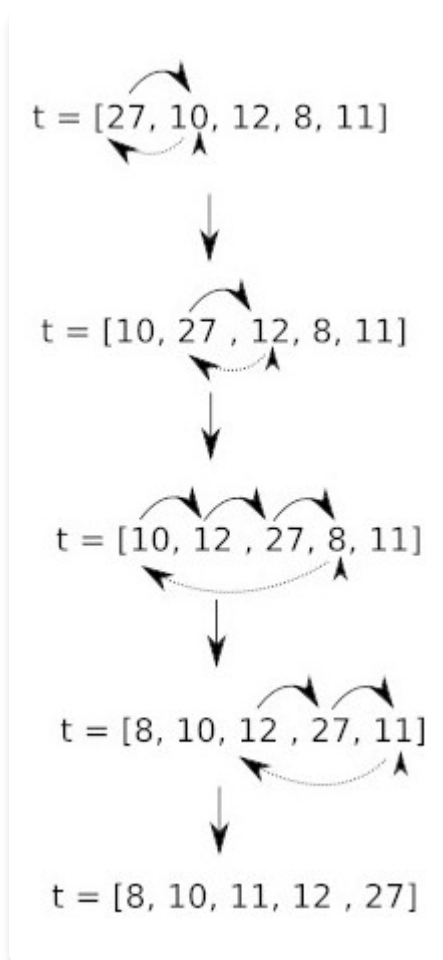 t = [27, 10, 12, 8, 11]
t = [10, 27 , 12, 8, 11]
t = [10, 12 , 27, 8, 11]
t = [8, 10, 12 , 27, 11]
t = [8, 10, 11, 12 , 27]